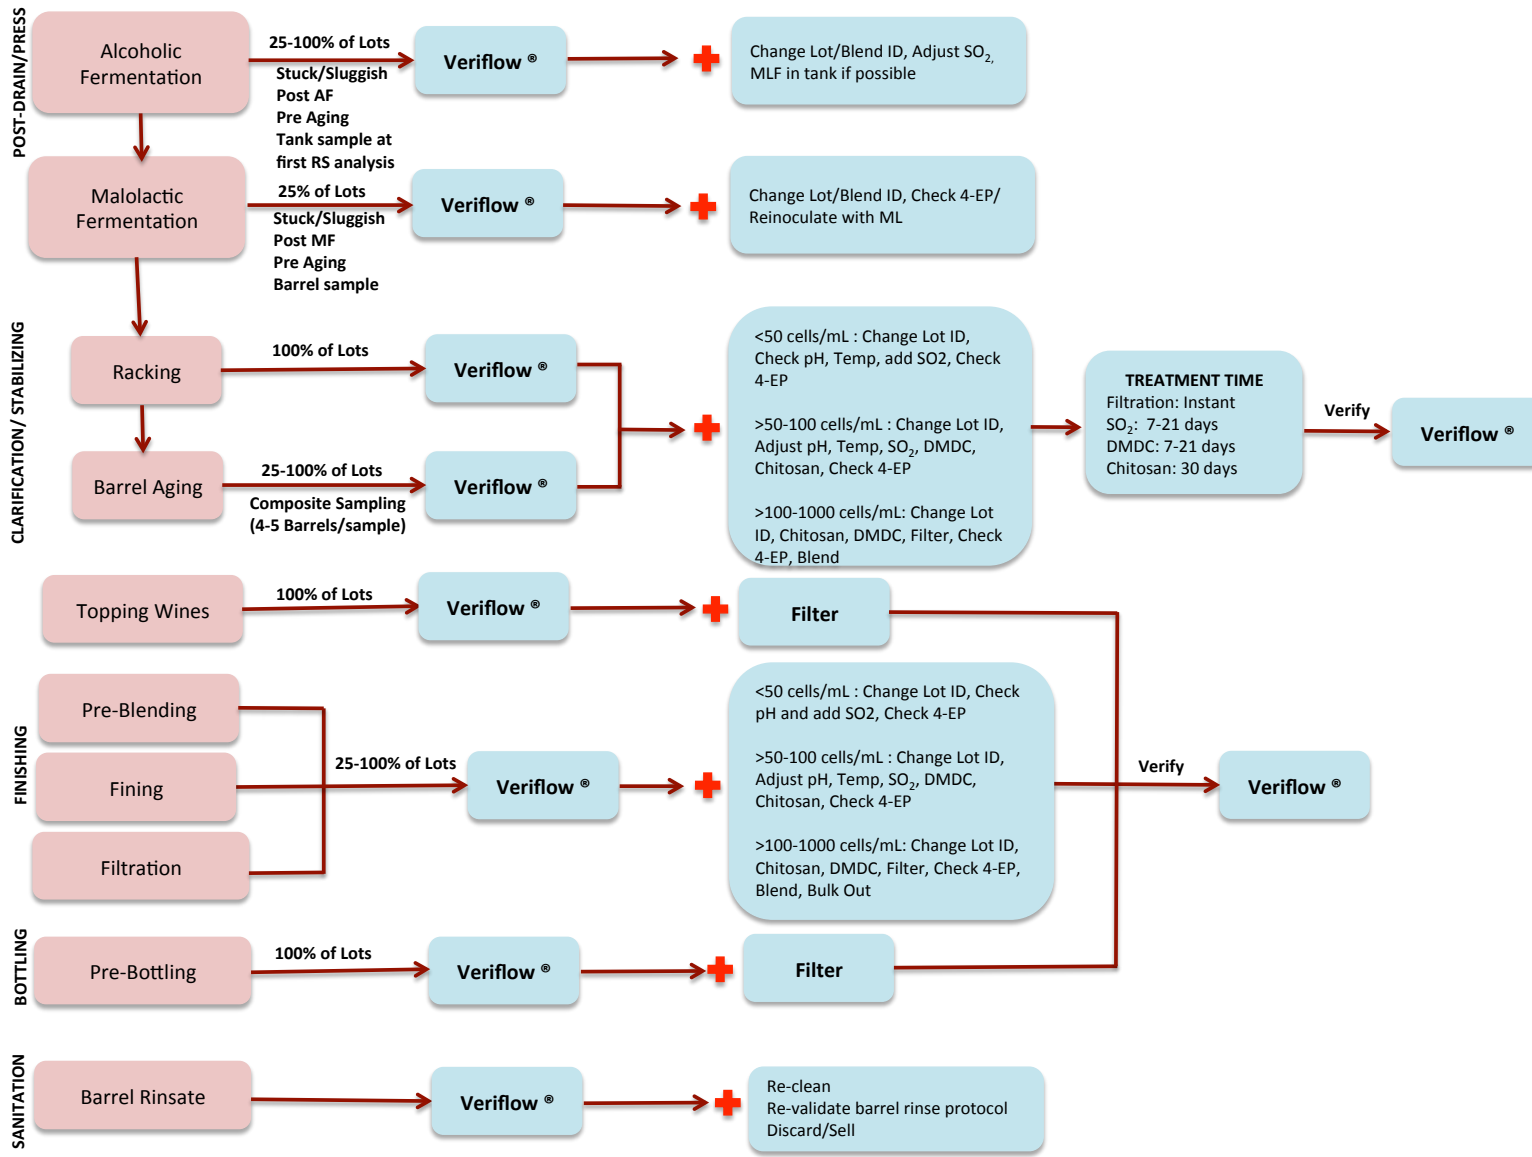 POST-DRAIN/PRESS
Alcoholic
Fermentation
25-100% of Lots
Stuck/Sluggish
Post AF
Pre Aging
Tank sample at
first RS analysis
Veriflow ®
Change Lot/Blend ID, Adjust SO2,
MLF in tank if possible
Malolactic
Fermentation
25% of Lots
Stuck/Sluggish
Post MF
Pre Aging
Barrel sample
Veriflow ®
Change Lot/Blend ID, Check 4-EP/
Reinoculate with ML
CLARIFICATION/ STABILIZING
Racking
100% of Lots
Veriflow ®
Barrel Aging
25-100% of Lots
Composite Sampling
(4-5 Barrels/sample)
Veriflow ®
<50 cells/mL : Change Lot ID,
Check pH, Temp, add SO2, Check
4-EP
>50-100 cells/mL : Change Lot ID,
Adjust pH, Temp, SO2, DMDC,
Chitosan, Check 4-EP
>100-1000 cells/mL: Change Lot
ID, Chitosan, DMDC, Filter, Check
4-EP, Blend
TREATMENT TIME
Filtration: Instant
SO2: 7-21 days
DMDC: 7-21 days
Chitosan: 30 days
Verify
Veriflow ®
Topping Wines
100% of Lots
Veriflow ®
Filter
FINISHING
Pre-Blending
Fining
Filtration
25-100% of Lots
Veriflow ®
<50 cells/mL : Change Lot ID, Check
pH and add SO2, Check 4-EP
>50-100 cells/mL : Change Lot ID,
Adjust pH, Temp, SO2, DMDC,
Chitosan, Check 4-EP
>100-1000 cells/mL: Change Lot ID,
Chitosan, DMDC, Filter, Check 4-EP,
Blend, Bulk Out
Verify
Veriflow ®
BOTTLING
Pre-Bottling
100% of Lots
Veriflow ®
Filter
SANITATION
Barrel Rinsate
Veriflow ®
Re-clean
Re-validate barrel rinse protocol
Discard/Sell